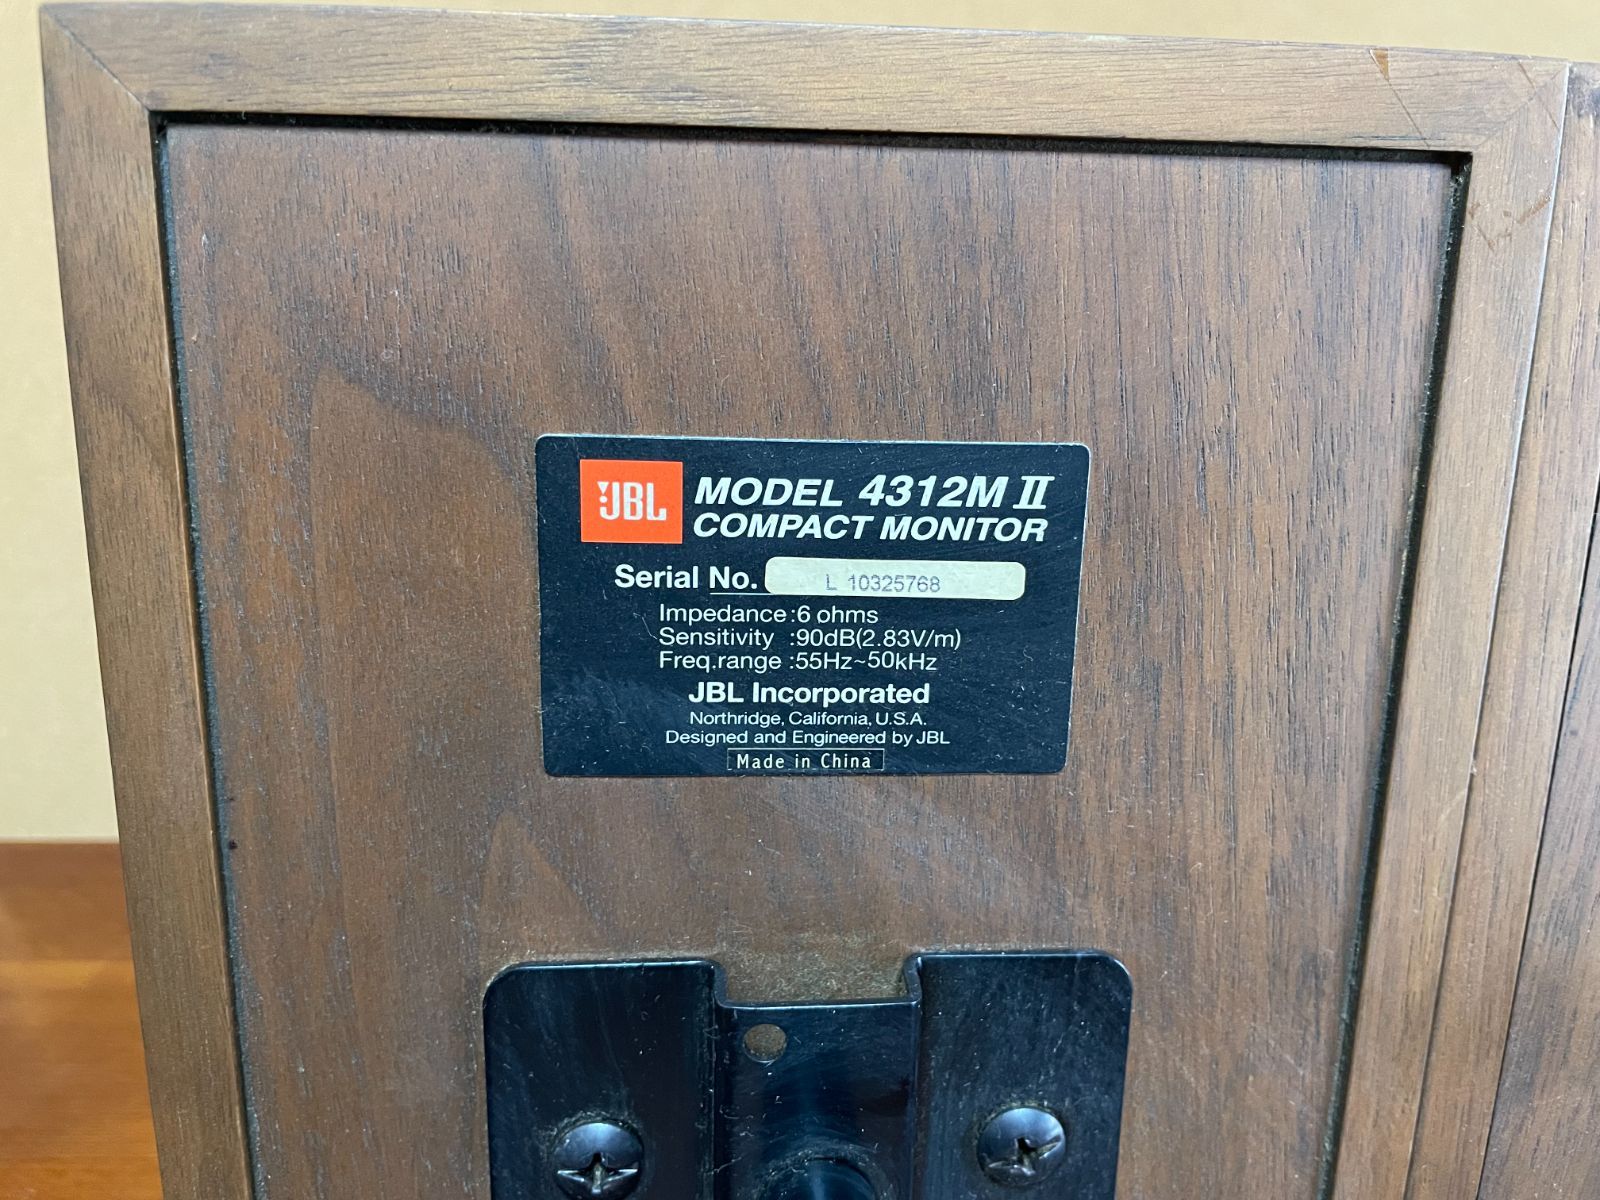 JBL MODEL 4312M II
COMPACT MONITOR
Serial No. L 10325768
Impedance:6 ohms
Sensitivity :90dB(2.83V/m)
Freq.range :55Hz~50kHz
JBL Incorporated
Northridge, California, U.S.A.
Designed and Engineered by JBL
Made in China